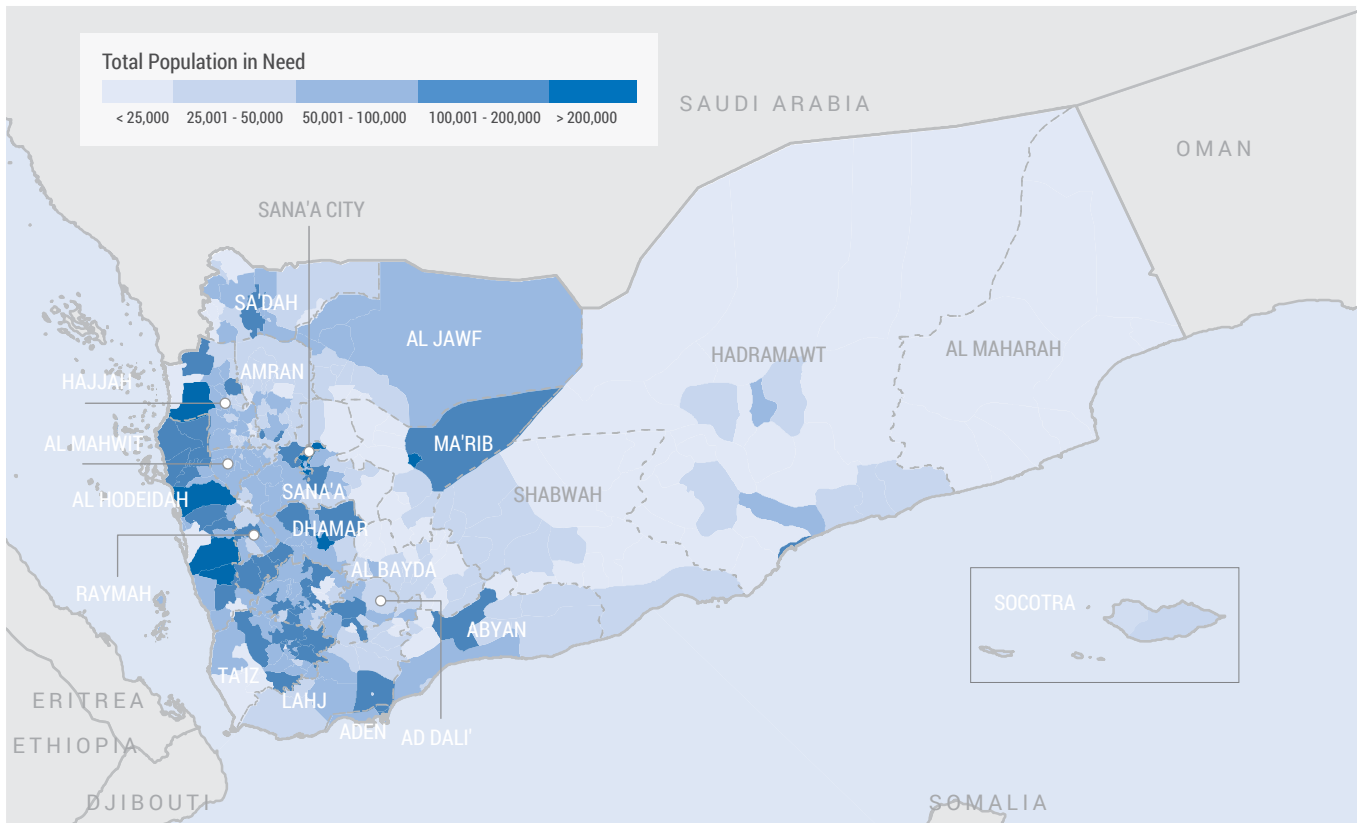 Total Population in Need
< 25,000 25,001 - 50,000 50,001 - 100,000 100,001 - 200,000 > 200,000
SAUDI ARABIA
OMAN
SANA'A CITY
SA'DAH
AL JAWF
HADRAMAWT
AL MAHARAH
AMRAN
HAJJAH
AL MAHWIT
MA'RIB
SANA'A
SHABWAH
AL HODEIDAH
DHAMAR
AL BAYDA
RAYMAH
SOCOTRA
ABYAN
TA'IZ
LAHJ
ERITREA
ADEN
AD DALI'
ETHIOPIA
DJIBOUTI
SOMALIA